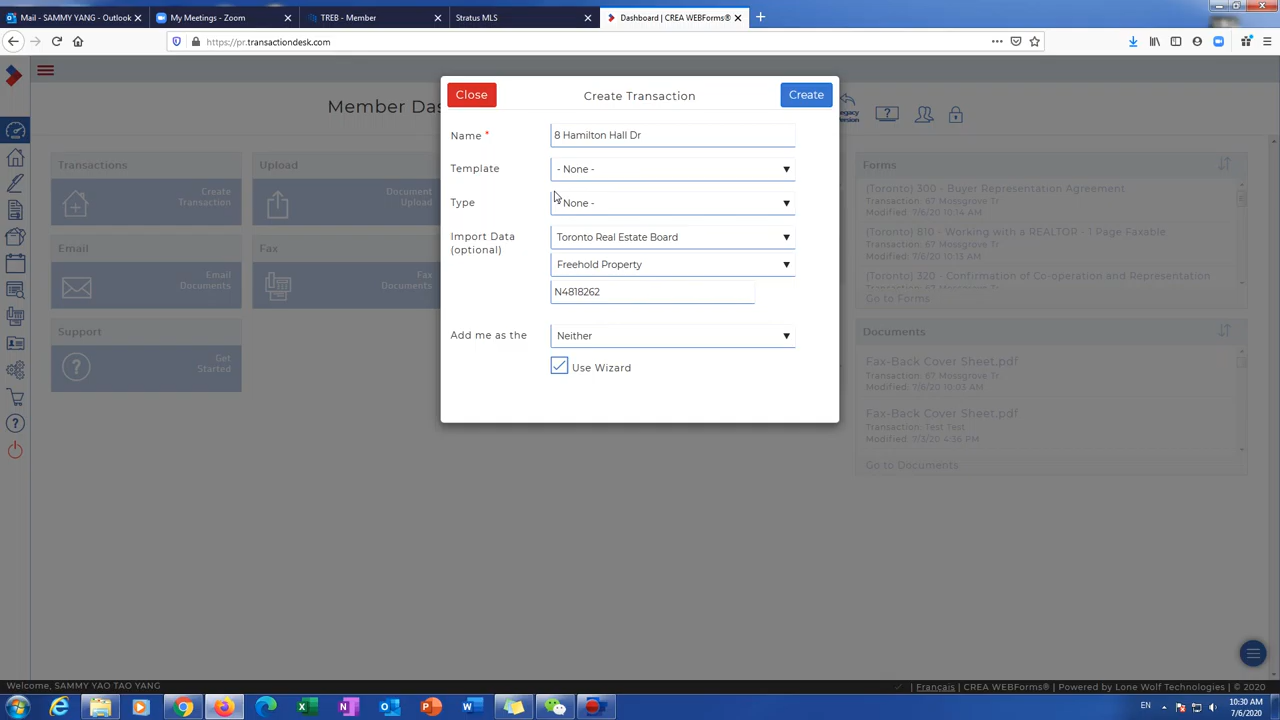 Mail - SAMMY YANG - Outlook
My Meetings - Zoom
TREB - Member
Stratus MLS
Dashboard | CREA WEBForms®
https://pr.transactiondesk.com
Member Das
Legacy
Version
Close
Create Transaction
Create
Name *
8 Hamilton Hall Dr
Template
- None -
Type
None -
Import Data
(optional)
Toronto Real Estate Board
Freehold Property
N4818262
Add me as the
Neither
Use Wizard
Transactions
Create
Transaction
Upload
Document
Upload
Email
Email
Documents
Fax
Fax
Documents
Support
Get
Started
Forms
(Toronto) 300 - Buyer Representation Agreement
Transaction: 67 Mossgrove Tr.
Modified: 7/6/20 10:14 AM
(Toronto) 810 - Working with a REALTOR - 1 Page Faxable
Transaction: 67 Mossgrove Tr.
(Toronto) 320 - Confirmation of Co-operation and Representation
Go to Forms
Documents
Fax-Back Cover Sheet.pdf
Transaction: 67 Mossgrove Tr.
Modified: 7/6/20 10:03 AM
Fax-Back Cover Sheet.pdf
Transaction: Test Test
Modified: 7/3/20 4:36 PM
Go to Documents
Welcome, SAMMY YAO TAO YANG
Français | CREA WEBForms® | Powered by Lone Wolf Technologies | © 2020
EN
10:30 AM
7/6/2020